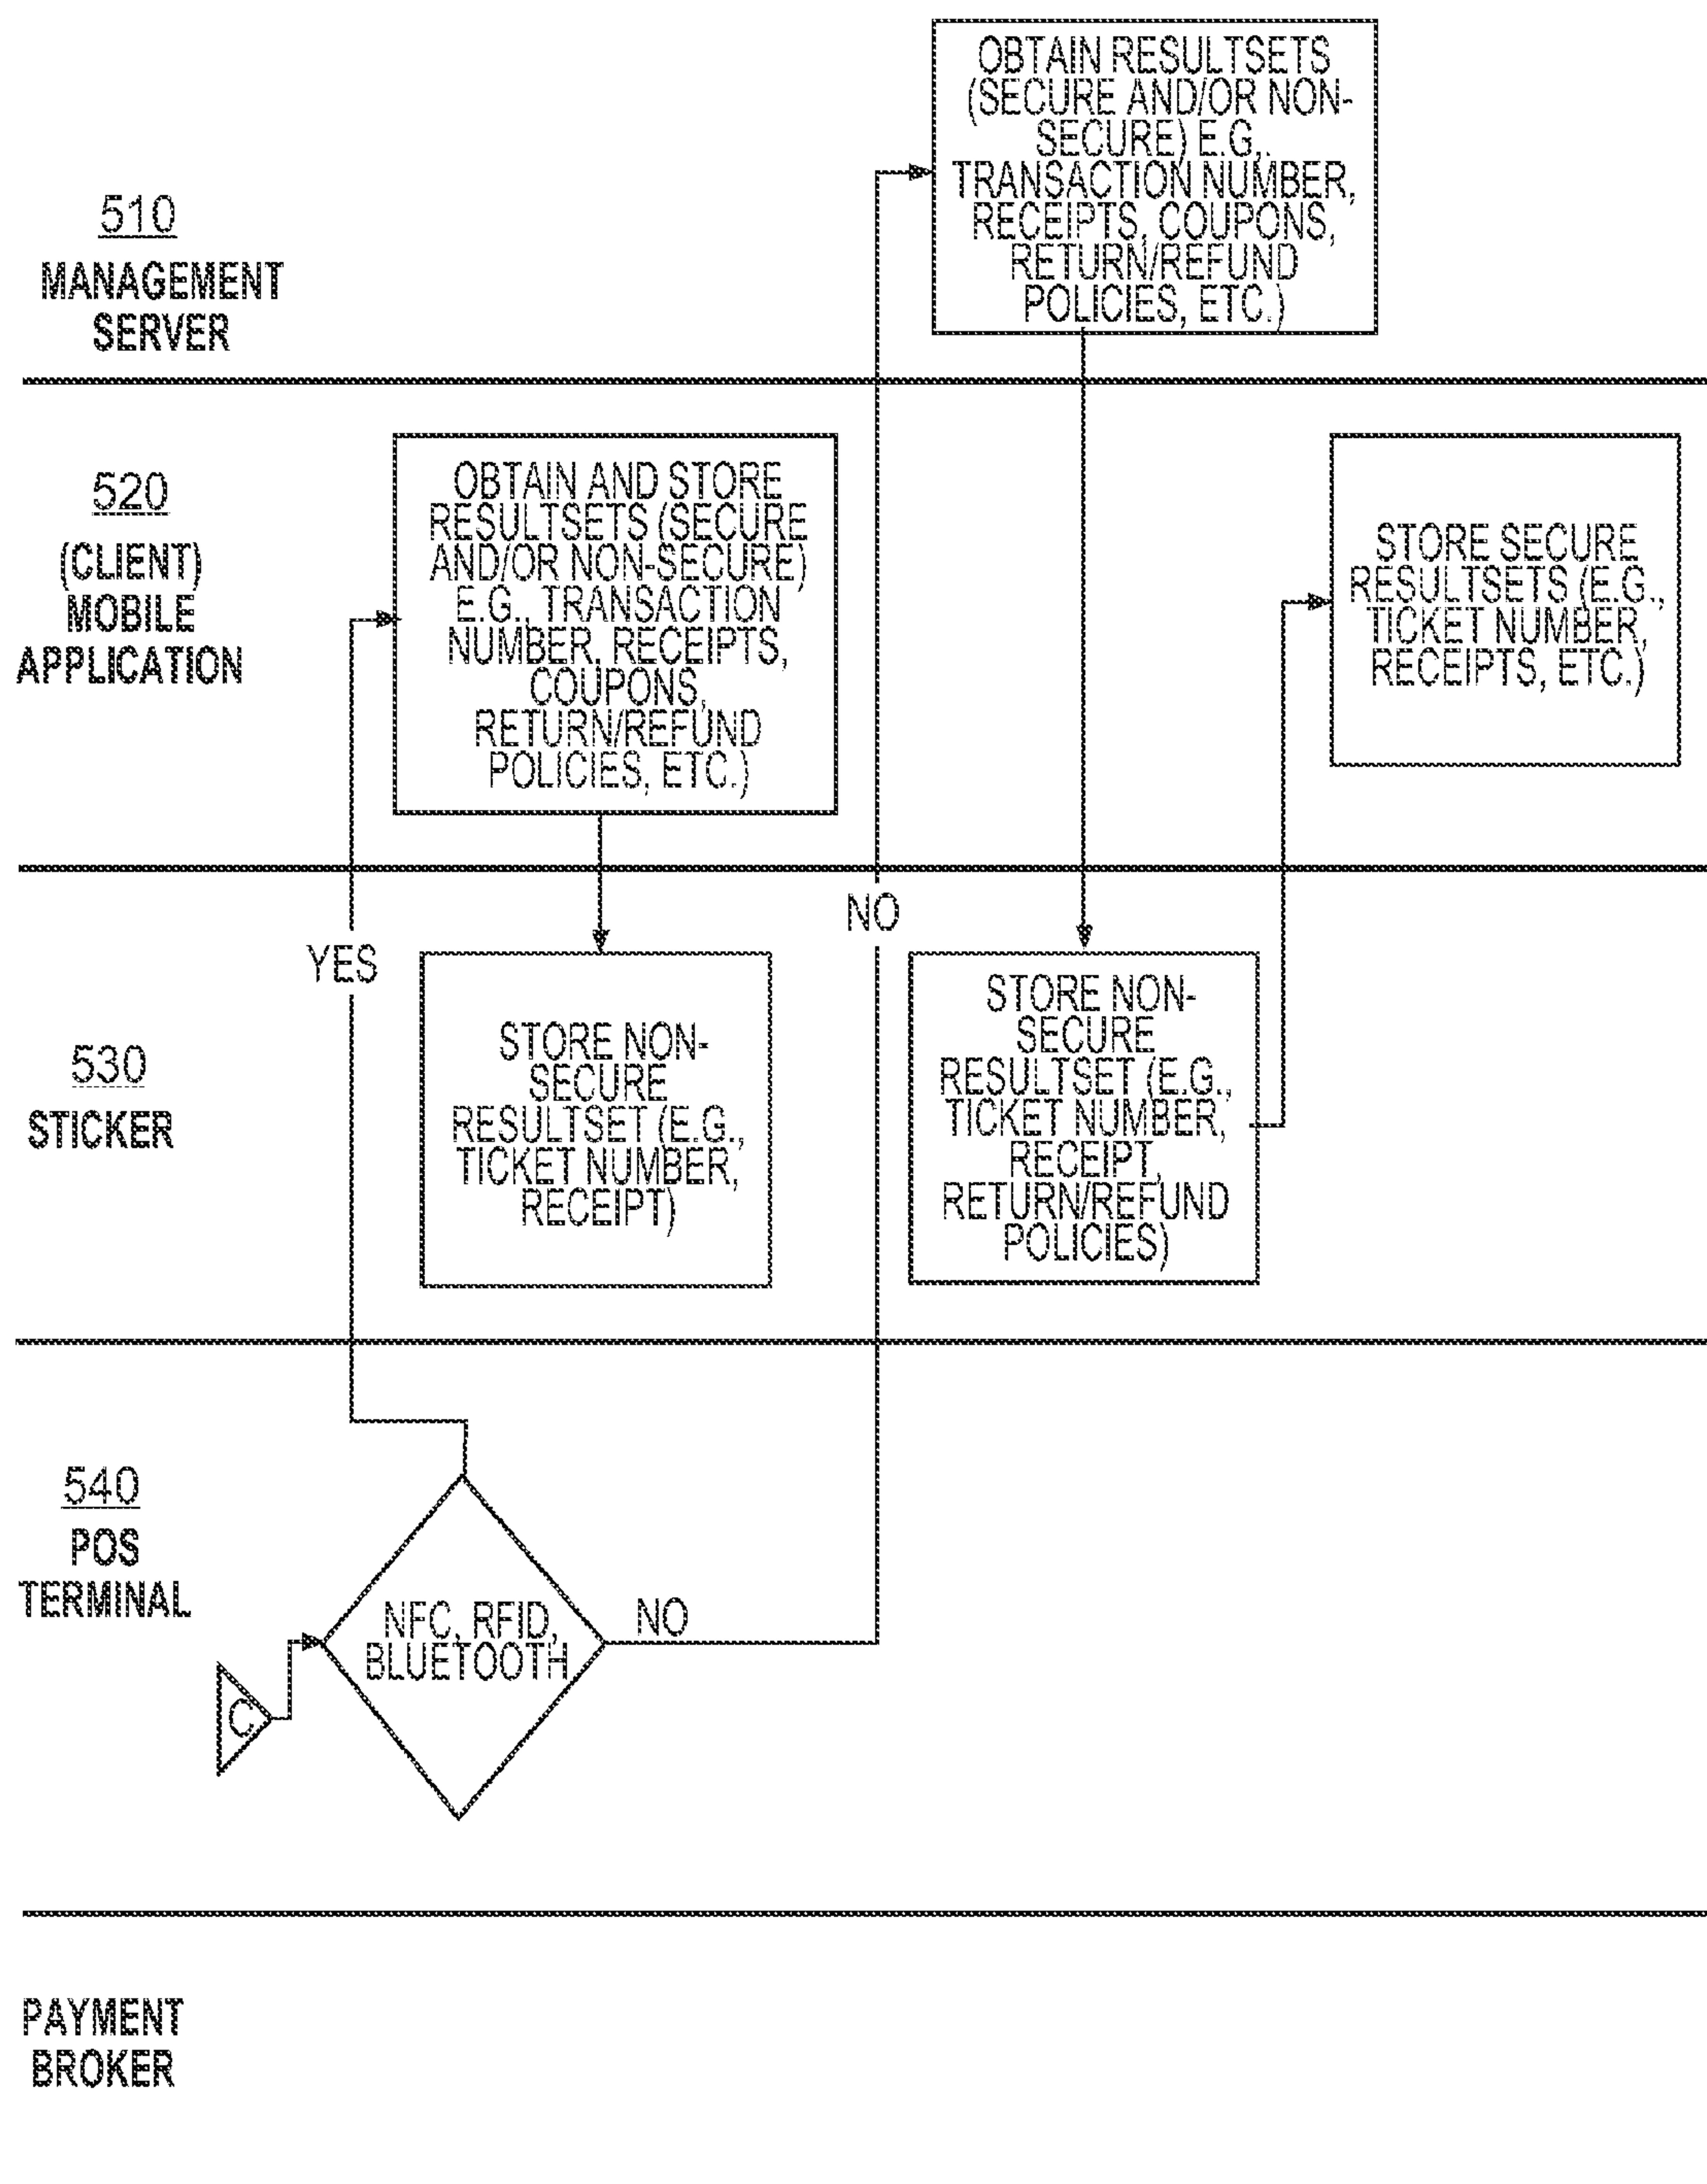 OBTAIN RESULTSETS
(SECURE AND/OR NON-
SECURE) E.G,.
TRANSACTION NUMBER,
RECEIPTS, COUPONS,
RETURN/REFUND
POLICIES, ETC.)
510
MANAGEMENT
SERVER
520
(CLIENT)
MOBILE
APPLICATION
OBTAIN AND STORE
RESULTSETS (SECURE
AND/OR NON-SECURE)
E.G., TRANSACTION
NUMBER, RECEIPTS,
COUPONS,
RETURN/REFUND
POLICIES, ETC.)
STORE SECURE
RESULTSETS (E.G.,
TICKET NUMBER,
RECEIPTS, ETC.)
YES
NO
530
STICKER
STORE NON-
SECURE
RESULTSET (E.G.,
TICKET NUMBER,
RECEIPT)
STORE NON-
SECURE
RESULTSET (E.G.,
TICKET NUMBER,
RECEIPT,
RETURN/REFUND
POLICIES)
540
POS
TERMINAL
C
NFC, RFID,
BLUETOOTH
NO
PAYMENT
BROKER